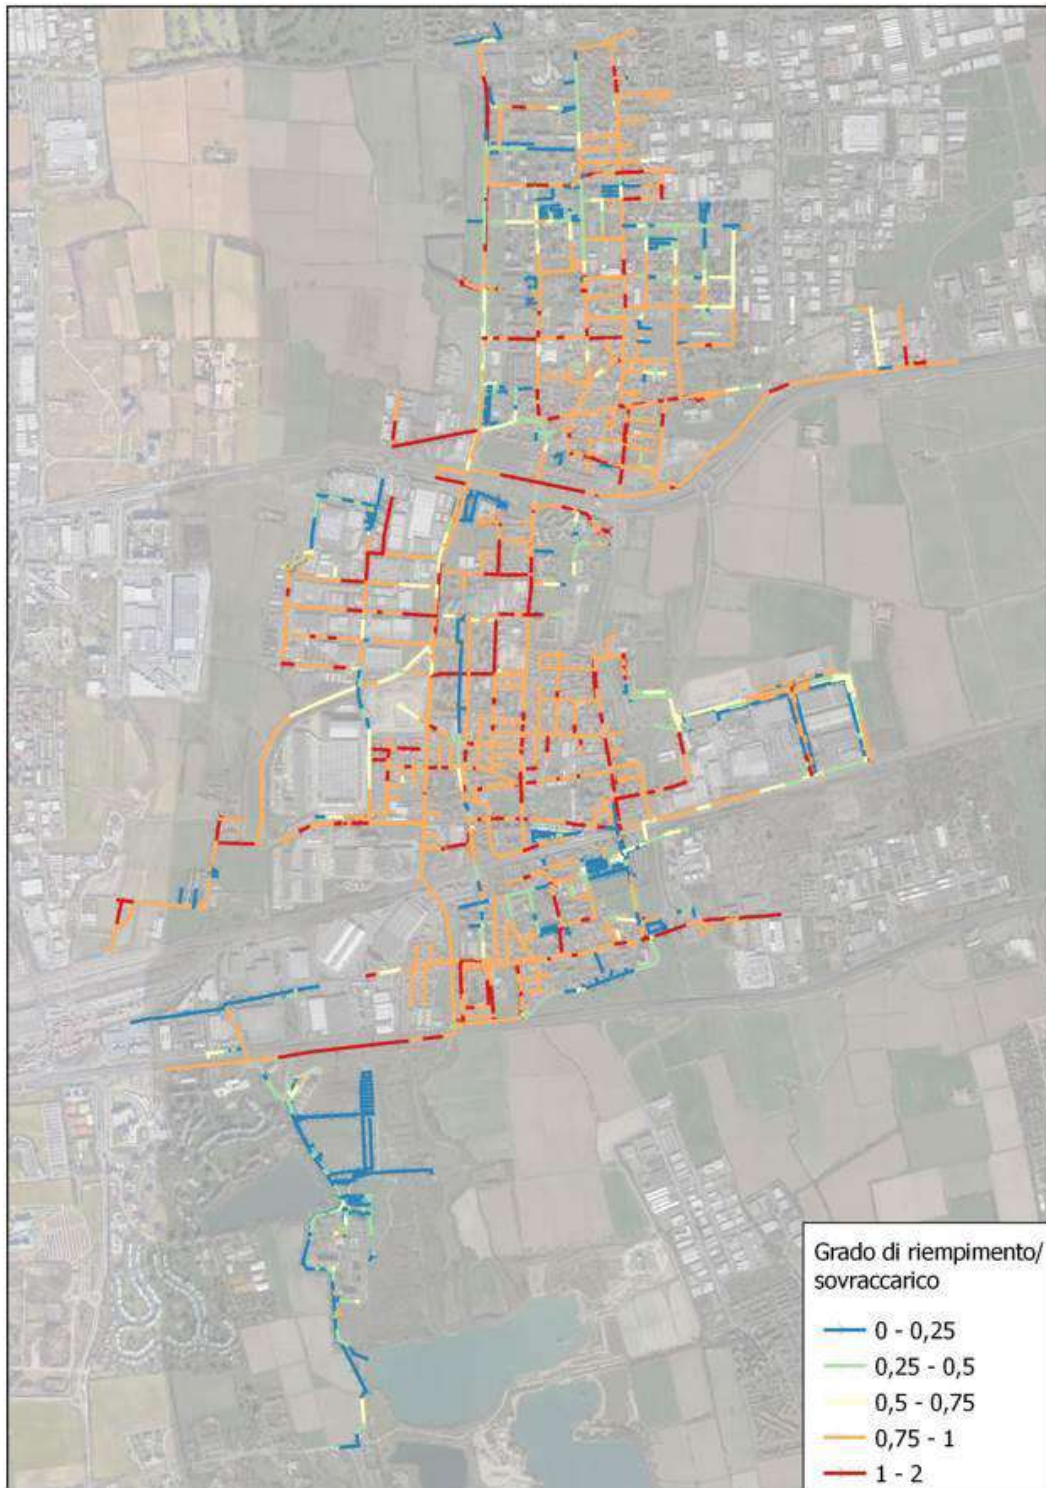 Grado di riempimento/
sovraccarico
0 - 0,25
0,25 - 0,5
0,5 - 0,75
0,75 - 1
1 - 2